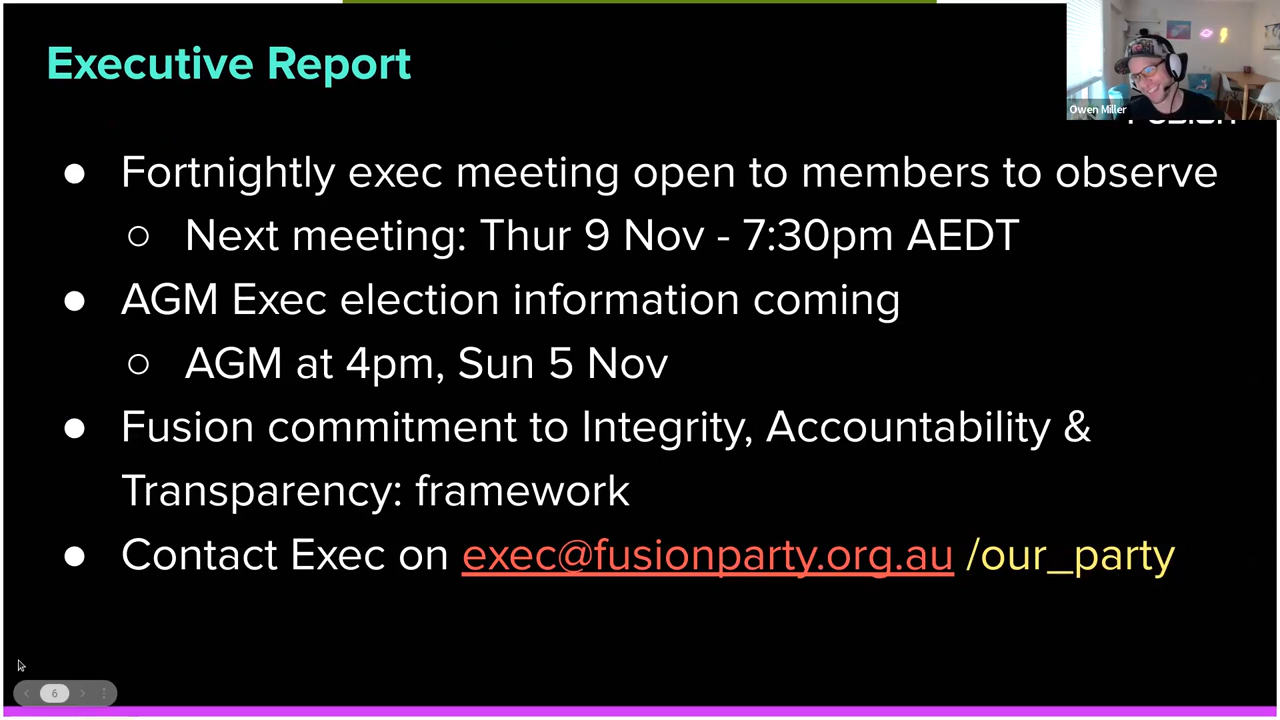 Executive Report
Owen Miller
● Fortnightly exec meeting open to members to observe
○ Next meeting: Thur 9 Nov - 7:30pm AEDT
● AGM Exec election information coming
○ AGM at 4pm, Sun 5 Nov
● Fusion commitment to Integrity, Accountability &
Transparency: framework
● Contact Exec on exec@fusionparty.org.au /our_party
6